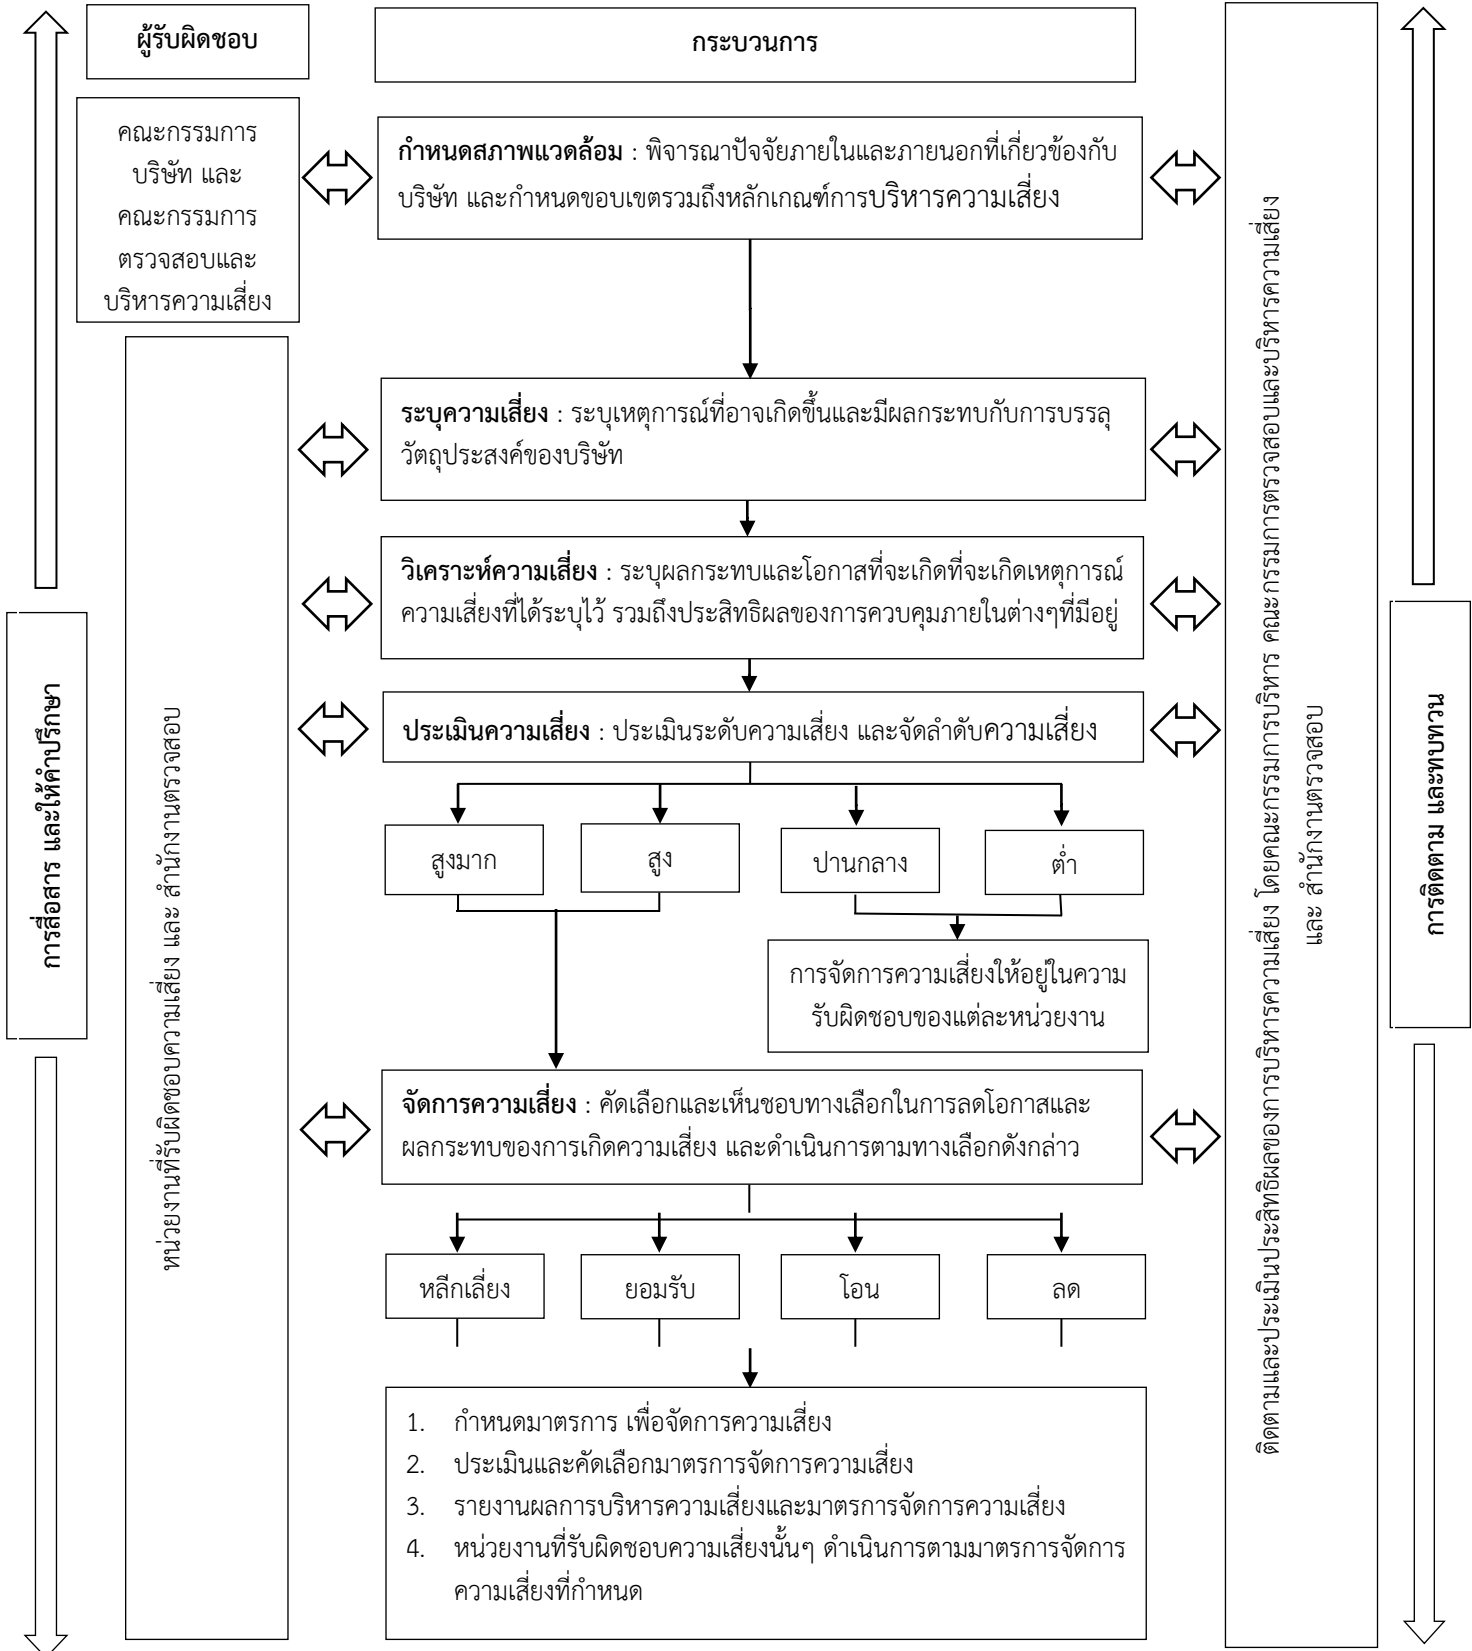 ผู้รับผิดชอบ
กระบวนการ
คณะกรรมการ
บริษัท และ
คณะกรรมการ
ตรวจสอบและ
บริหารความเสี่ยง
กำหนดสภาพแวดล้อม : พิจารณาปัจจัยภายในและภายนอกที่เกี่ยวข้องกับ
บริษัท และกำหนดขอบเขตรวมถึงหลักเกณฑ์การบริหารความเสี่ยง
ระบุความเสี่ยง : ระบุเหตุการณ์ที่อาจเกิดขึ้นและมีผลกระทบกับการบรรลุ
วัตถุประสงค์ของบริษัท
วิเคราะห์ความเสี่ยง : ระบุผลกระทบและโอกาสที่จะเกิดที่จะเกิดเหตุการณ์
ความเสี่ยงที่ได้ระบุไว้ รวมถึงประสิทธิผลของการควบคุมภายในต่างๆที่มีอยู่
ประเมินความเสี่ยง : ประเมินระดับความเสี่ยง และจัดลำดับความเสี่ยง
สูงมาก
สูง
ปานกลาง
ต่ำ
การจัดการความเสี่ยงให้อยู่ในความ
รับผิดชอบของแต่ละหน่วยงาน
จัดการความเสี่ยง : คัดเลือกและเห็นชอบทางเลือกในการลดโอกาสและ
ผลกระทบของการเกิดความเสี่ยง และดำเนินการตามทางเลือกดังกล่าว
หลีกเลี่ยง
ยอมรับ
โอน
ลด
1. กำหนดมาตรการ เพื่อจัดการความเสี่ยง
2. ประเมินและคัดเลือกมาตรการจัดการความเสี่ยง
3. รายงานผลการบริหารความเสี่ยงและมาตรการจัดการความเสี่ยง
4. หน่วยงานที่รับผิดชอบความเสี่ยงนั้นๆ ดำเนินการตามมาตรการจัดการ
ความเสี่ยงที่กำหนด
การสื่อสาร และให้คำปรึกษา
หน่วยงานที่รับผิดชอบความเสี่ยง และ สำนักงานตรวจสอบ
ติดตามและประเมินประสิทธิผลของการบริหารความเสี่ยง โดยคณะกรรมการบริหาร คณะกรรมการตรวจสอบและบริหารความเสี่ยง
และ สำนักงานตรวจสอบ
การติดตาม และทบทวน